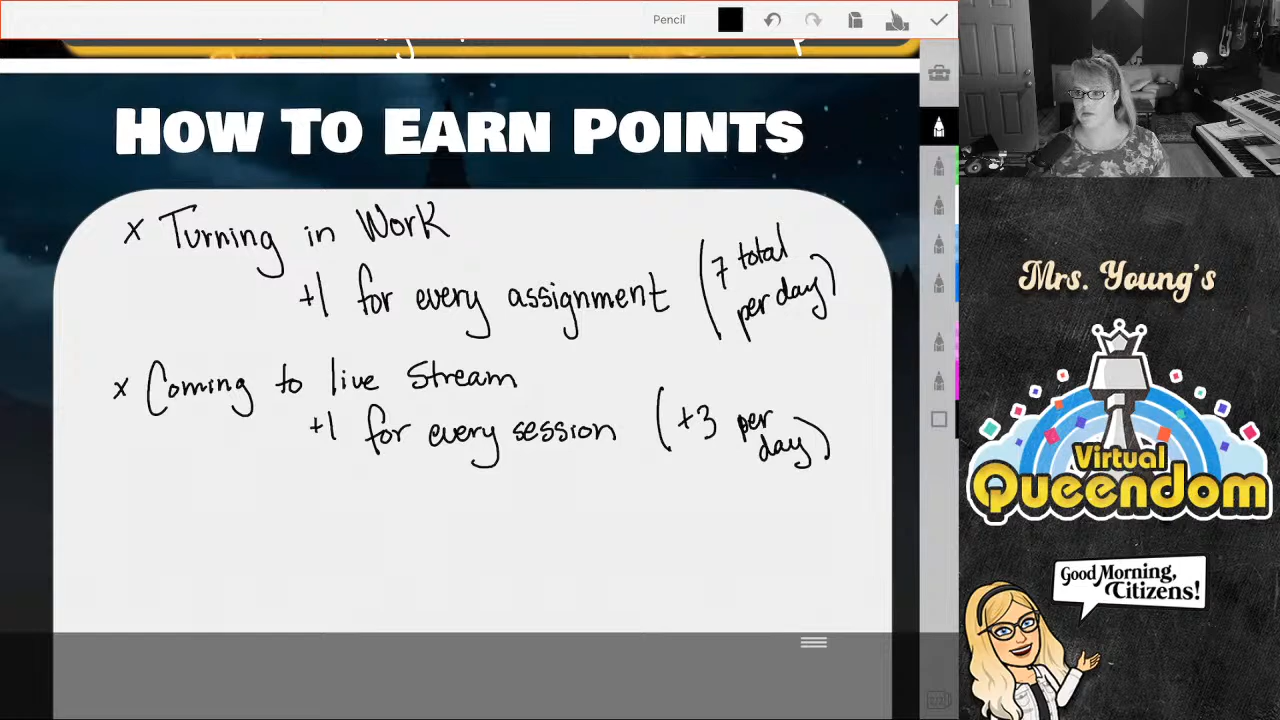 Pencil
How To Earn Points
x Turning in Work
+1 for every assignment (7 total
per day)
x Coming to live stream
+1 for every session (+3 per
day)
Mrs. Young's
Virtual
Queendom
Good Morning,
Citizens!